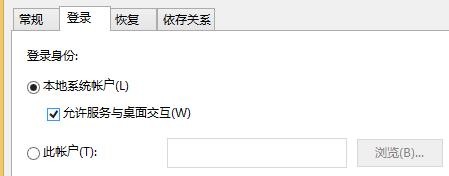 常规 登录 恢复 依存关系
登录身份:
本地系统帐户(L)
允许服务与桌面交互(W)
此帐户(T): 浏览(B)...